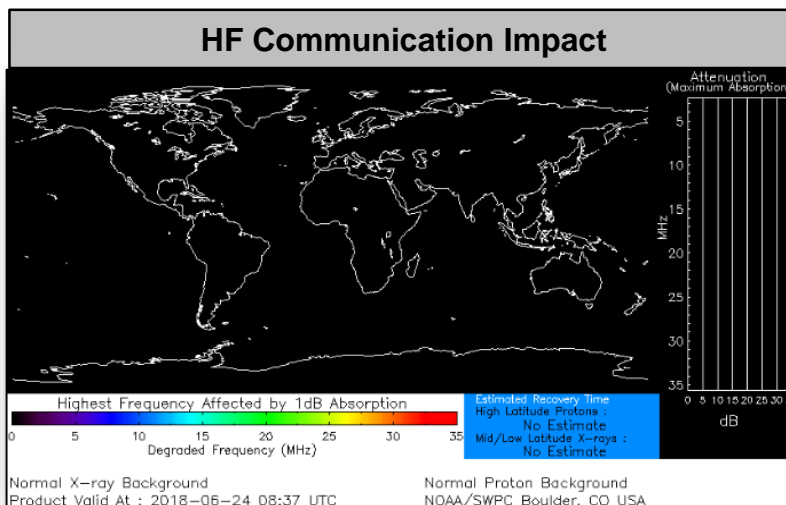 HF Communication Impact
Attenuation
(Maximum Absorption
5
10
15
20
25
30
35
MHz
0 5 10 15 20 25 30
dB
Highest Frequency Affected by 1dB Absorption
0 5 10 15 20 25 30 35
Degraded Frequency (MHz)
Estimated Recovery Time
High Latitude Protons :
No Estimate
Mid/Low Latitude X-rays :
No Estimate
Normal X-ray Background
Normal Proton Background
Product Valid At : 2018-06-24 08:37 UTC
NOAA/SWPC Boulder, CO USA